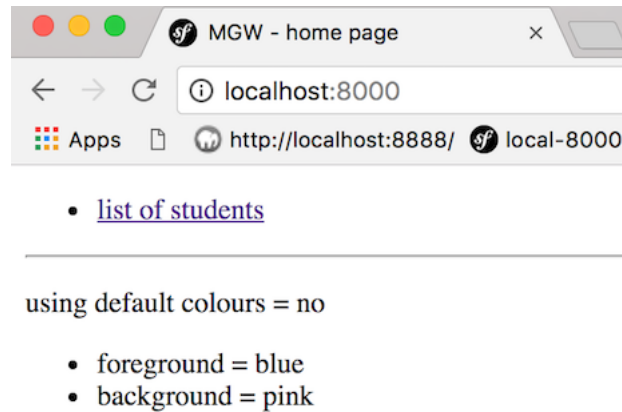 MGW - home page
localhost:8000
Apps http://localhost:8888/ local-8000
list of students
using default colours = no
foreground = blue
background = pink